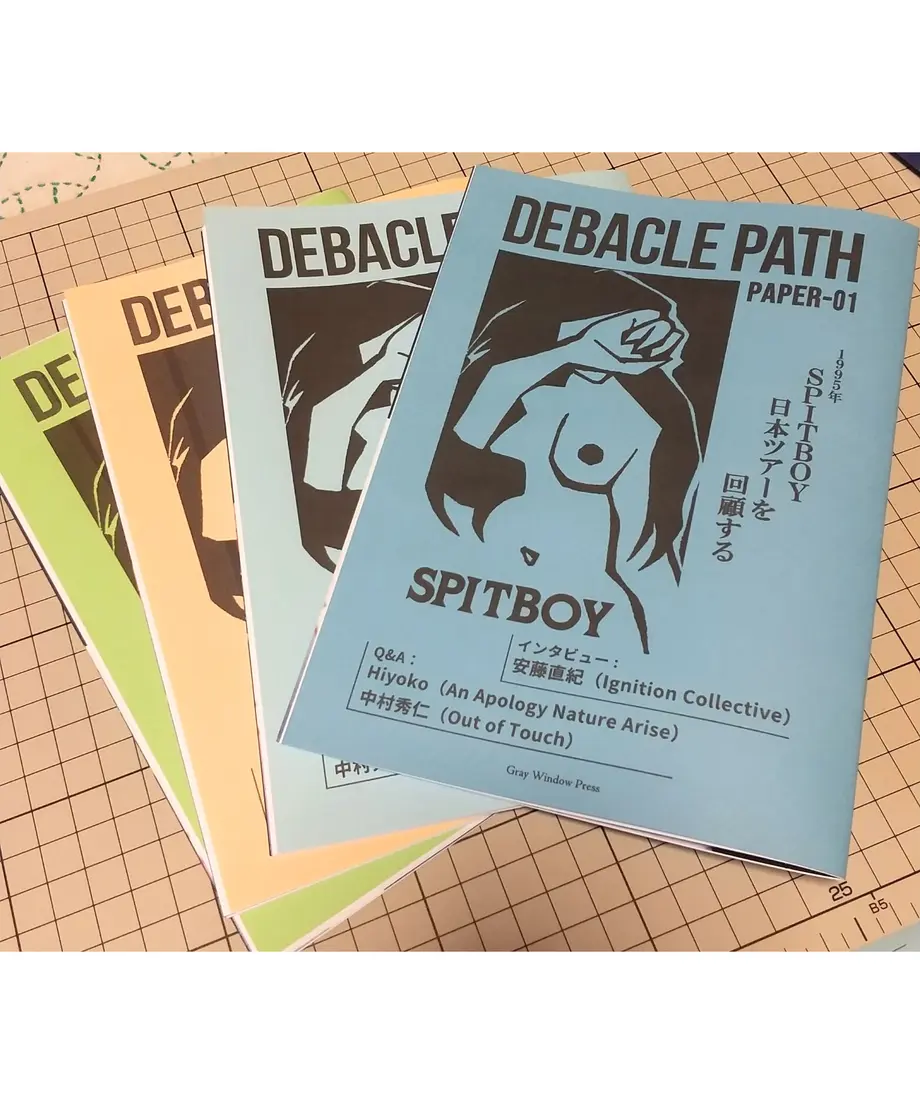 DEBACLE PATH
PAPER-01
1995年
SPITBOY
日本ツアーを
回顧する
SPITBOY
インタビュー：
安藤直紀（Ignition Collective）
Q&A：
Hiyoko（An Apology Nature Arise）
中村秀仁（Out of Touch）
Gray Window Press
DEBACLE
DEB
DE
中村
25
B5